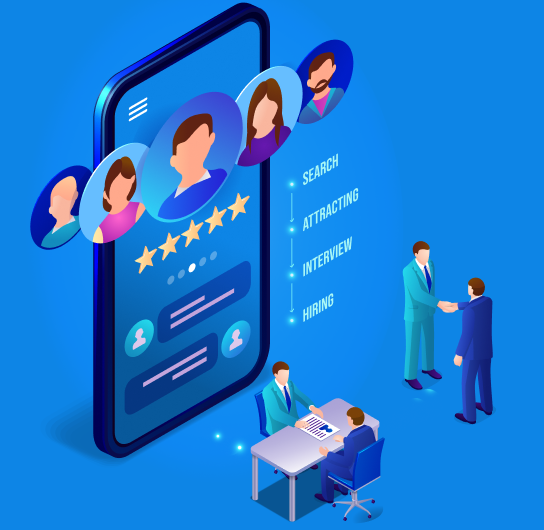 SEARCH
ATTRACTING
INTERVIEW
HIRING